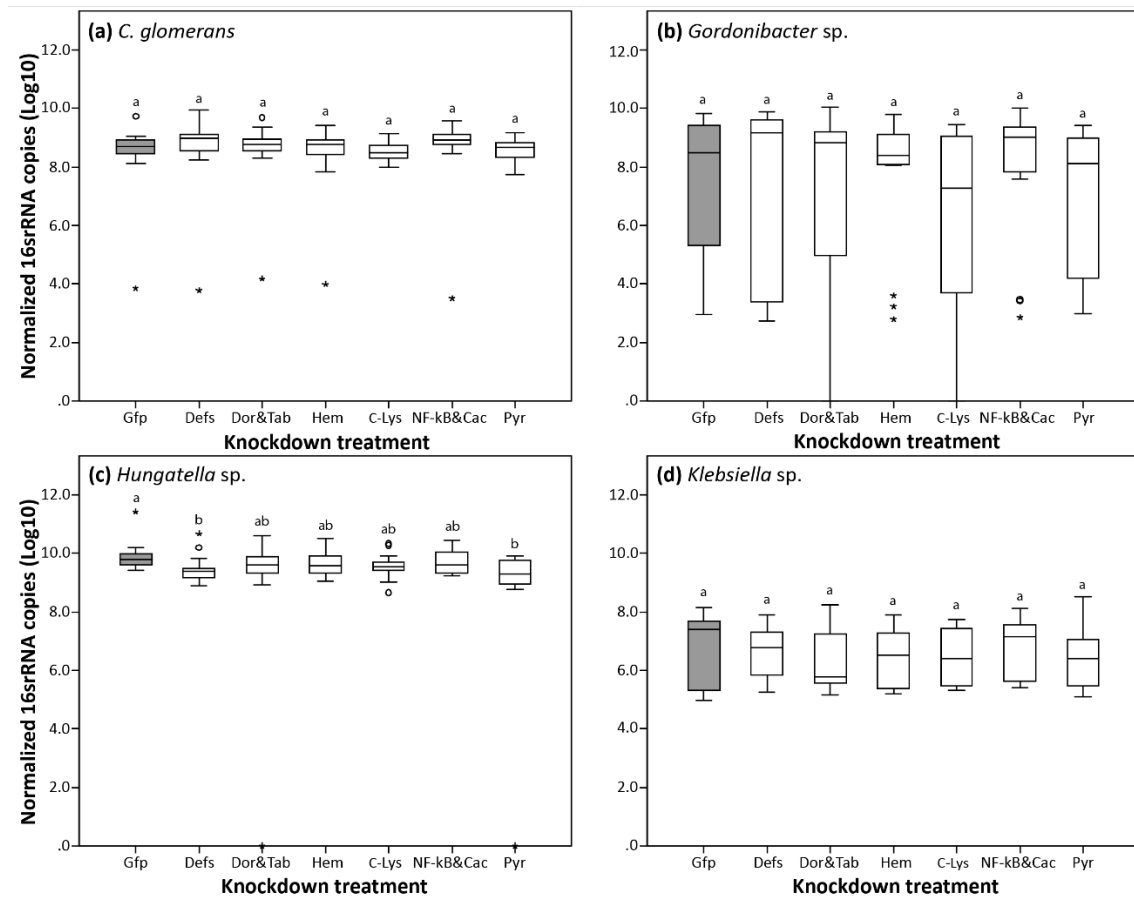 (a) C. glomerans
12.0
10.0
8.0
6.0
4.0
2.0
.0
Normalized 16srRNA copies (Log10)
a a a a a a a
Gfp Defs Dor&Tab Hem C-Lys NF-kB&Cac Pyr
Knockdown treatment
(b) Gordonibacter sp.
12.0
10.0
8.0
6.0
4.0
2.0
.0
a a a a a a a
Gfp Defs Dor&Tab Hem C-Lys NF-kB&Cac Pyr
Knockdown treatment
(c) Hungatella sp.
12.0
10.0
8.0
6.0
4.0
2.0
.0
Normalized 16srRNA copies (Log10)
a b ab ab ab ab b
Gfp Defs Dor&Tab Hem C-Lys NF-kB&Cac Pyr
Knockdown treatment
(d) Klebsiella sp.
12.0
10.0
8.0
6.0
4.0
2.0
.0
a a a a a a a
Gfp Defs Dor&Tab Hem C-Lys NF-kB&Cac Pyr
Knockdown treatment